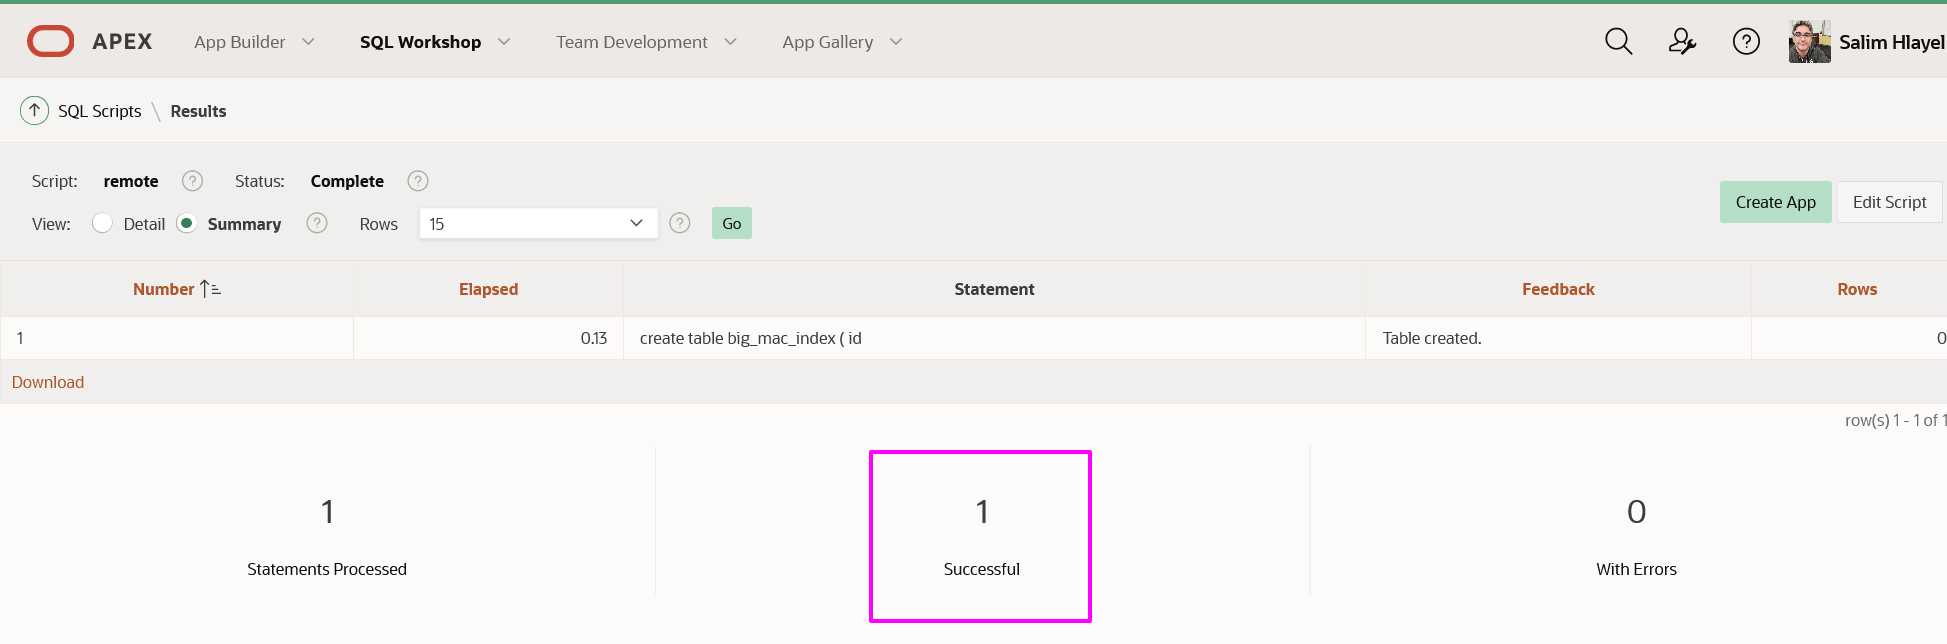 APEX App Builder SQL Workshop Team Development App Gallery Salim Hlayel
SQL Scripts \ Results
Script: remote ? Status: Complete ?
Create App Edit Script
View: Detail Summary ? Rows 15 ? Go
Number Elapsed Statement Feedback Rows
1 0.13 create table big_mac_index ( id Table created. 0
Download
row(s) 1 - 1 of 1
1 1 0
Statements Processed Successful With Errors